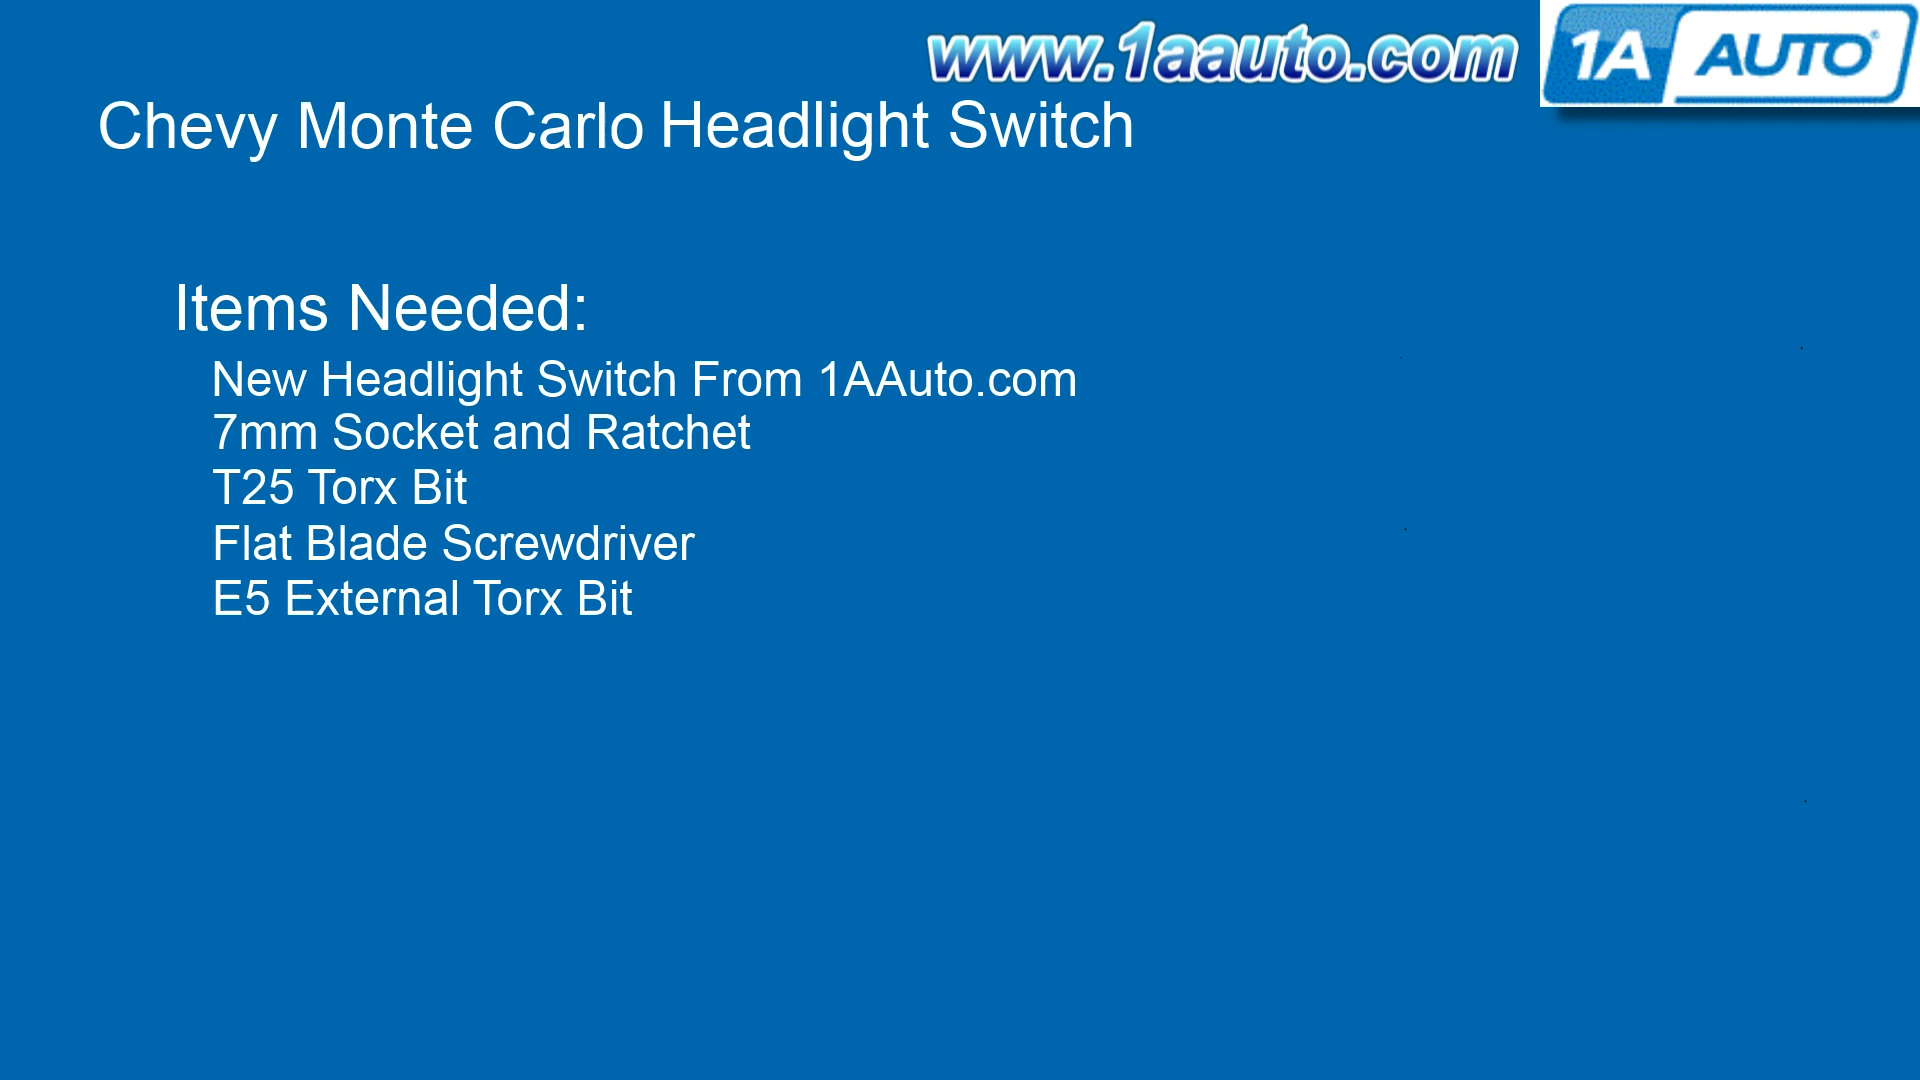 www.1aauto.com
1A AUTO®
Chevy Monte Carlo Headlight Switch
Items Needed:
New Headlight Switch From 1AAuto.com
7mm Socket and Ratchet
T25 Torx Bit
Flat Blade Screwdriver
E5 External Torx Bit